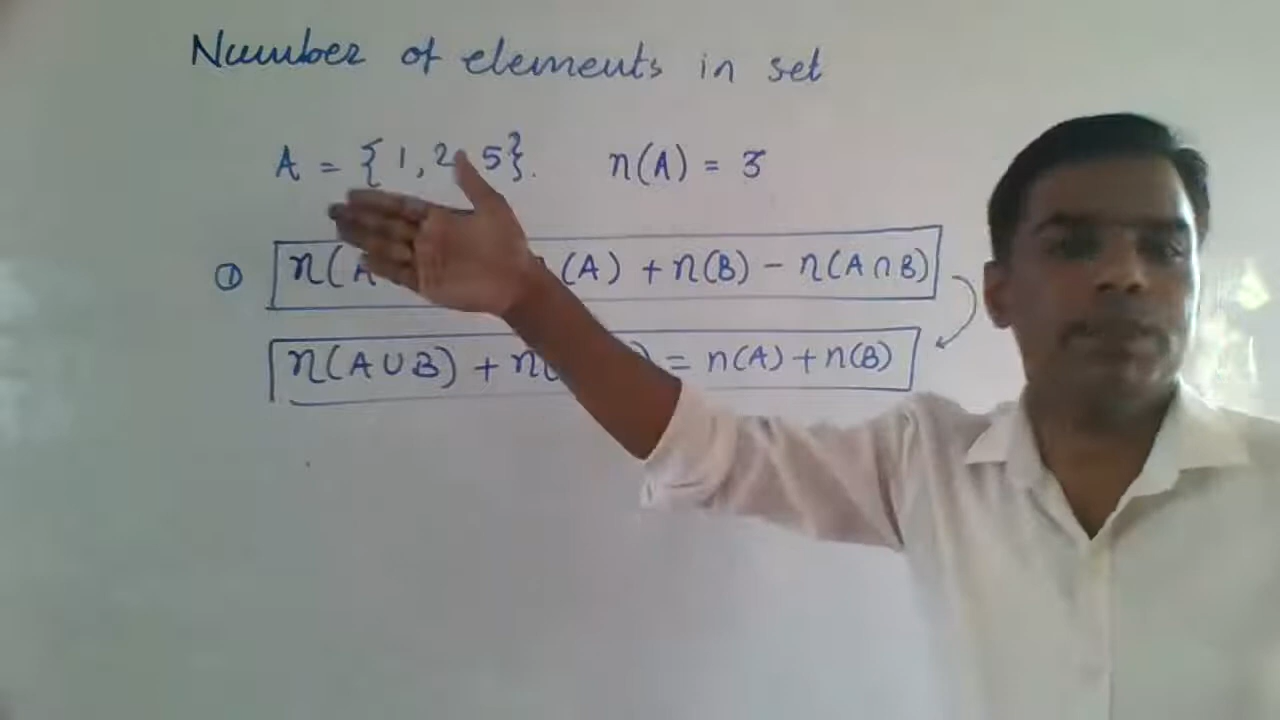 Number of elements in set
A = { 1, 2 5}. n(A) = 3
① n(A (A) + n(B) - n(A ∩ B)
n(A ∪ B) + n( ) = n(A) + n(B)